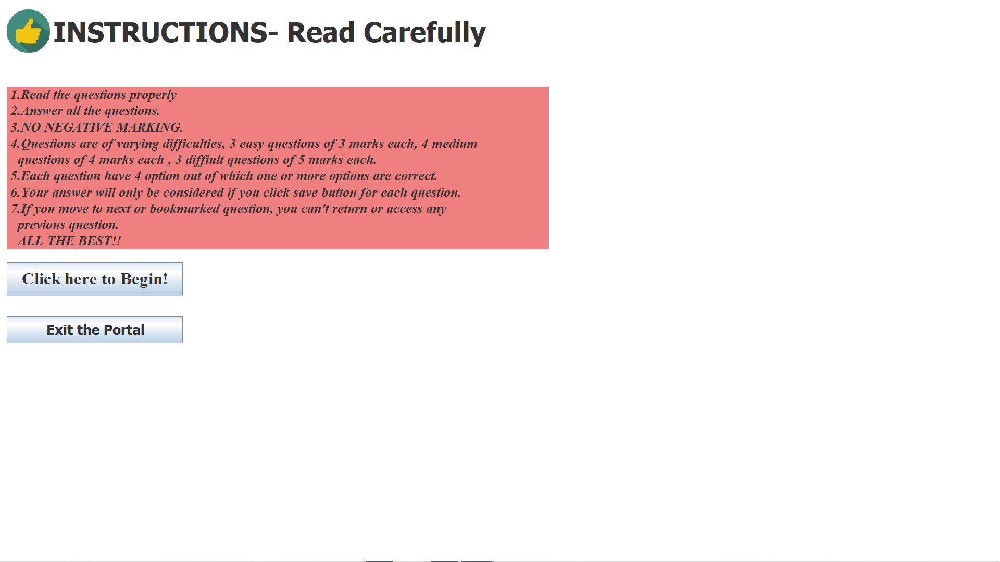 INSTRUCTIONS- Read Carefully
1.Read the questions properly
2.Answer all the questions.
3.NO NEGATIVE MARKING.
4.Questions are of varying difficulties, 3 easy questions of 3 marks each, 4 medium
questions of 4 marks each , 3 diffiult questions of 5 marks each.
5.Each question have 4 option out of which one or more options are correct.
6.Your answer will only be considered if you click save button for each question.
7.If you move to next or bookmarked question, you can't return or access any
previous question.
ALL THE BEST!!
Click here to Begin!
Exit the Portal